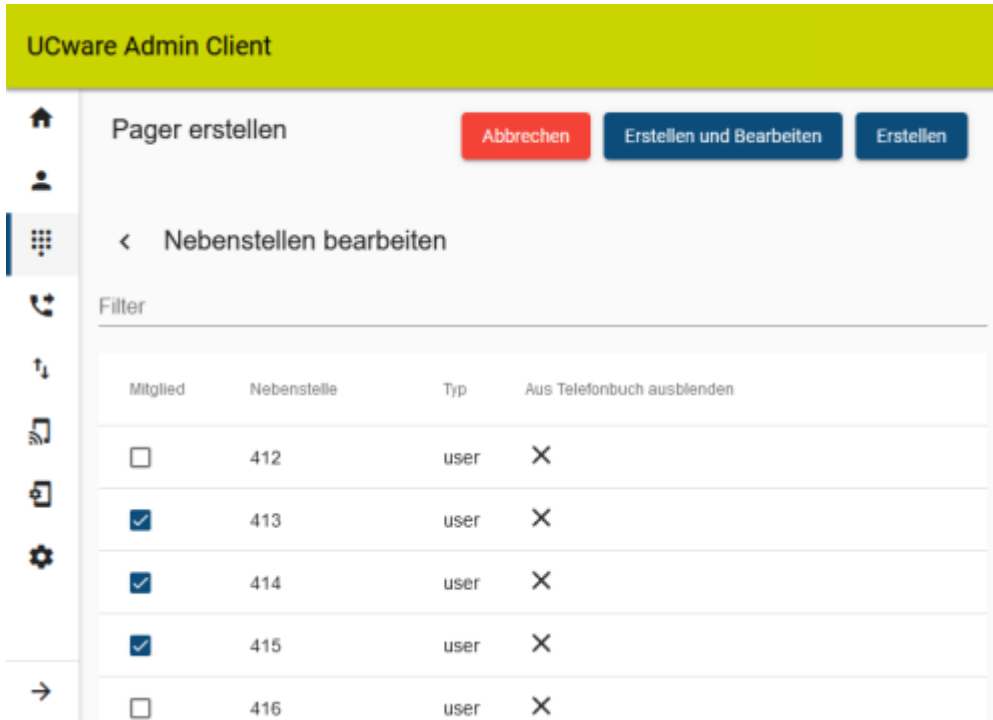 UCware Admin Client
Pager erstellen
Abbrechen
Erstellen und Bearbeiten
Erstellen
Nebenstellen bearbeiten
Filter
Mitglied Nebenstelle Typ Aus Telefonbuch ausblenden
412 user
413 user
414 user
415 user
416 user